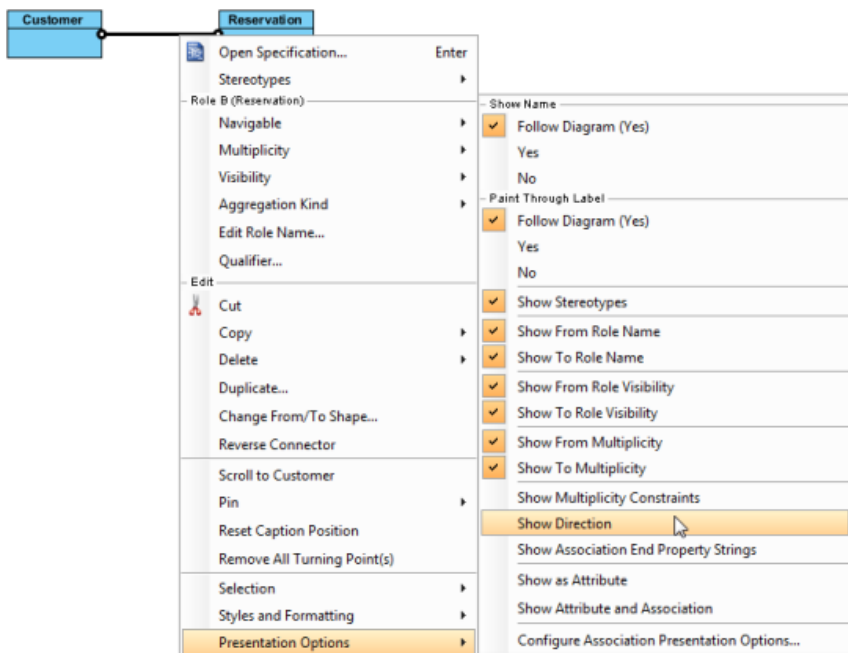 Customer
Reservation
Open Specification... Enter
Stereotypes
Role B (Reservation)
Navigable
Multiplicity
Visibility
Aggregation Kind
Edit Role Name...
Qualifier...
Edit
Cut
Copy
Delete
Duplicate...
Change From/To Shape...
Reverse Connector
Scroll to Customer
Pin
Reset Caption Position
Remove All Turning Point(s)
Selection
Styles and Formatting
Presentation Options
Show Name
Follow Diagram (Yes)
Yes
No
Paint Through Label
Follow Diagram (Yes)
Yes
No
Show Stereotypes
Show From Role Name
Show To Role Name
Show From Role Visibility
Show To Role Visibility
Show From Multiplicity
Show To Multiplicity
Show Multiplicity Constraints
Show Direction
Show Association End Property Strings
Show as Attribute
Show Attribute and Association
Configure Association Presentation Options...